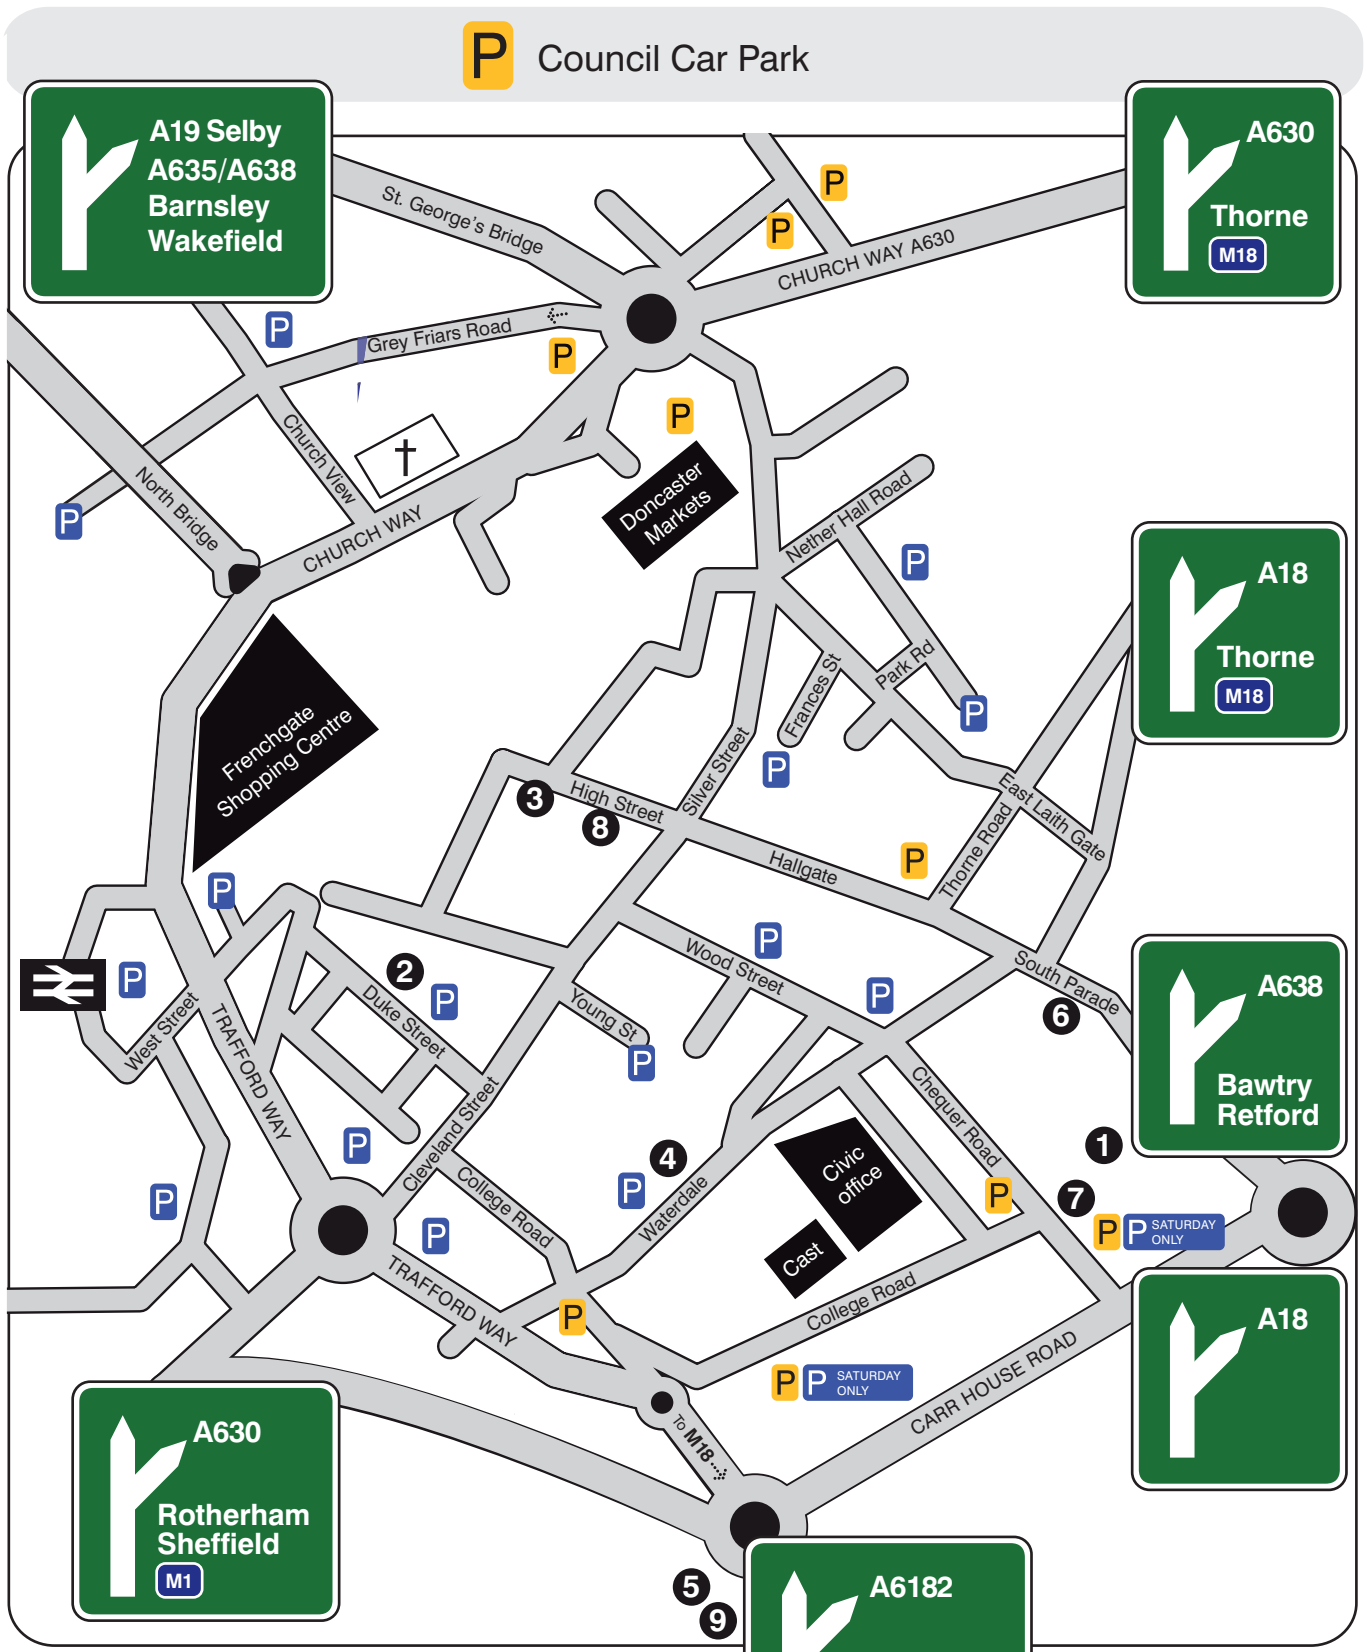 P Council Car Park
A19 Selby
A635/A638
Barnsley
Wakefield
A630
Thorne
M18
St. George's Bridge
P
P
CHURCH WAY A630
P
Grey Friars Road
P
P
Church View
North Bridge
P
CHURCH WAY
Doncaster
Markets
Nether Hall Road
P
A18
Thorne
M18
Park Rd
Frances St
P
P
Frenchgate
Shopping Centre
Silver Street
3
High Street
8
East Laith Gate
Thorne Road
P
Hallgate
P
P
2
P
P
Duke Street
Wood Street
P
P
South Parade
6
A638
Bawtry
Retford
West Street
TRAFFORD WAY
Young St
P
Cleveland Street
Chequer Road
P
P
4
P
Waterdale
Civic
office
Cast
1
7
P
P P SATURDAY
ONLY
College Road
P
TRAFFORD WAY
P
College Road
P P SATURDAY
ONLY
CARR HOUSE ROAD
A18
To M18
A630
Rotherham
Sheffield
M1
5
9
A6182